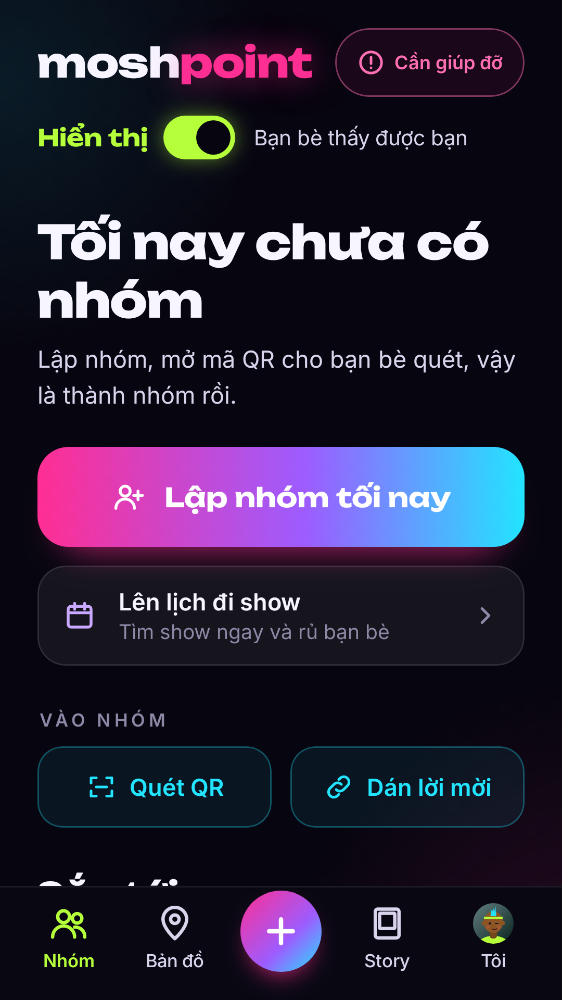 moshpoint
Cần giúp đỡ
Hiển thị
Bạn bè thấy được bạn
Tối nay chưa có
nhóm
Lập nhóm, mở mã QR cho bạn bè quét, vậy
là thành nhóm rồi.
Lập nhóm tối nay
Lên lịch đi show
Tìm show ngay và rủ bạn bè
VÀO NHÓM
Quét QR
Dán lời mời
Nhóm
Bản đồ
Story
Tôi